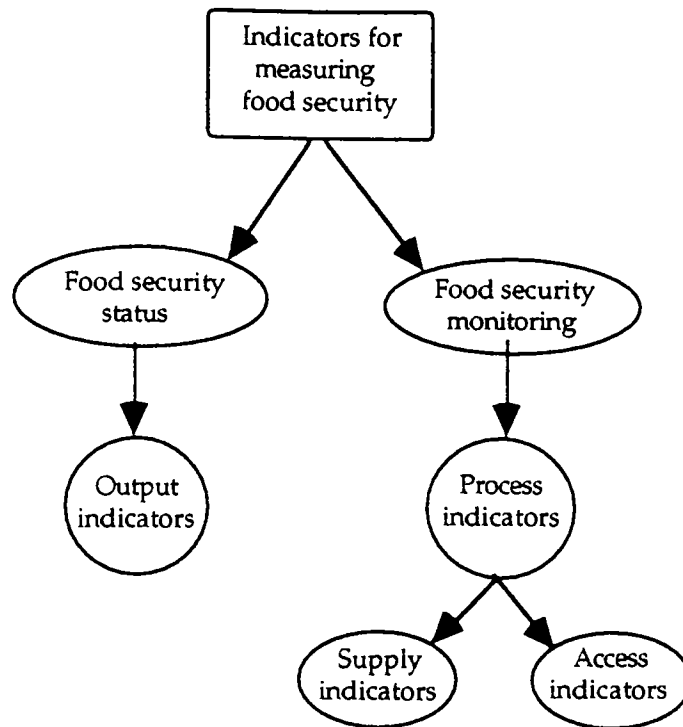 Indicators for
measuring
food security
Food security
status
Food security
monitoring
Output
indicators
Process
indicators
Supply
indicators
Access
indicators